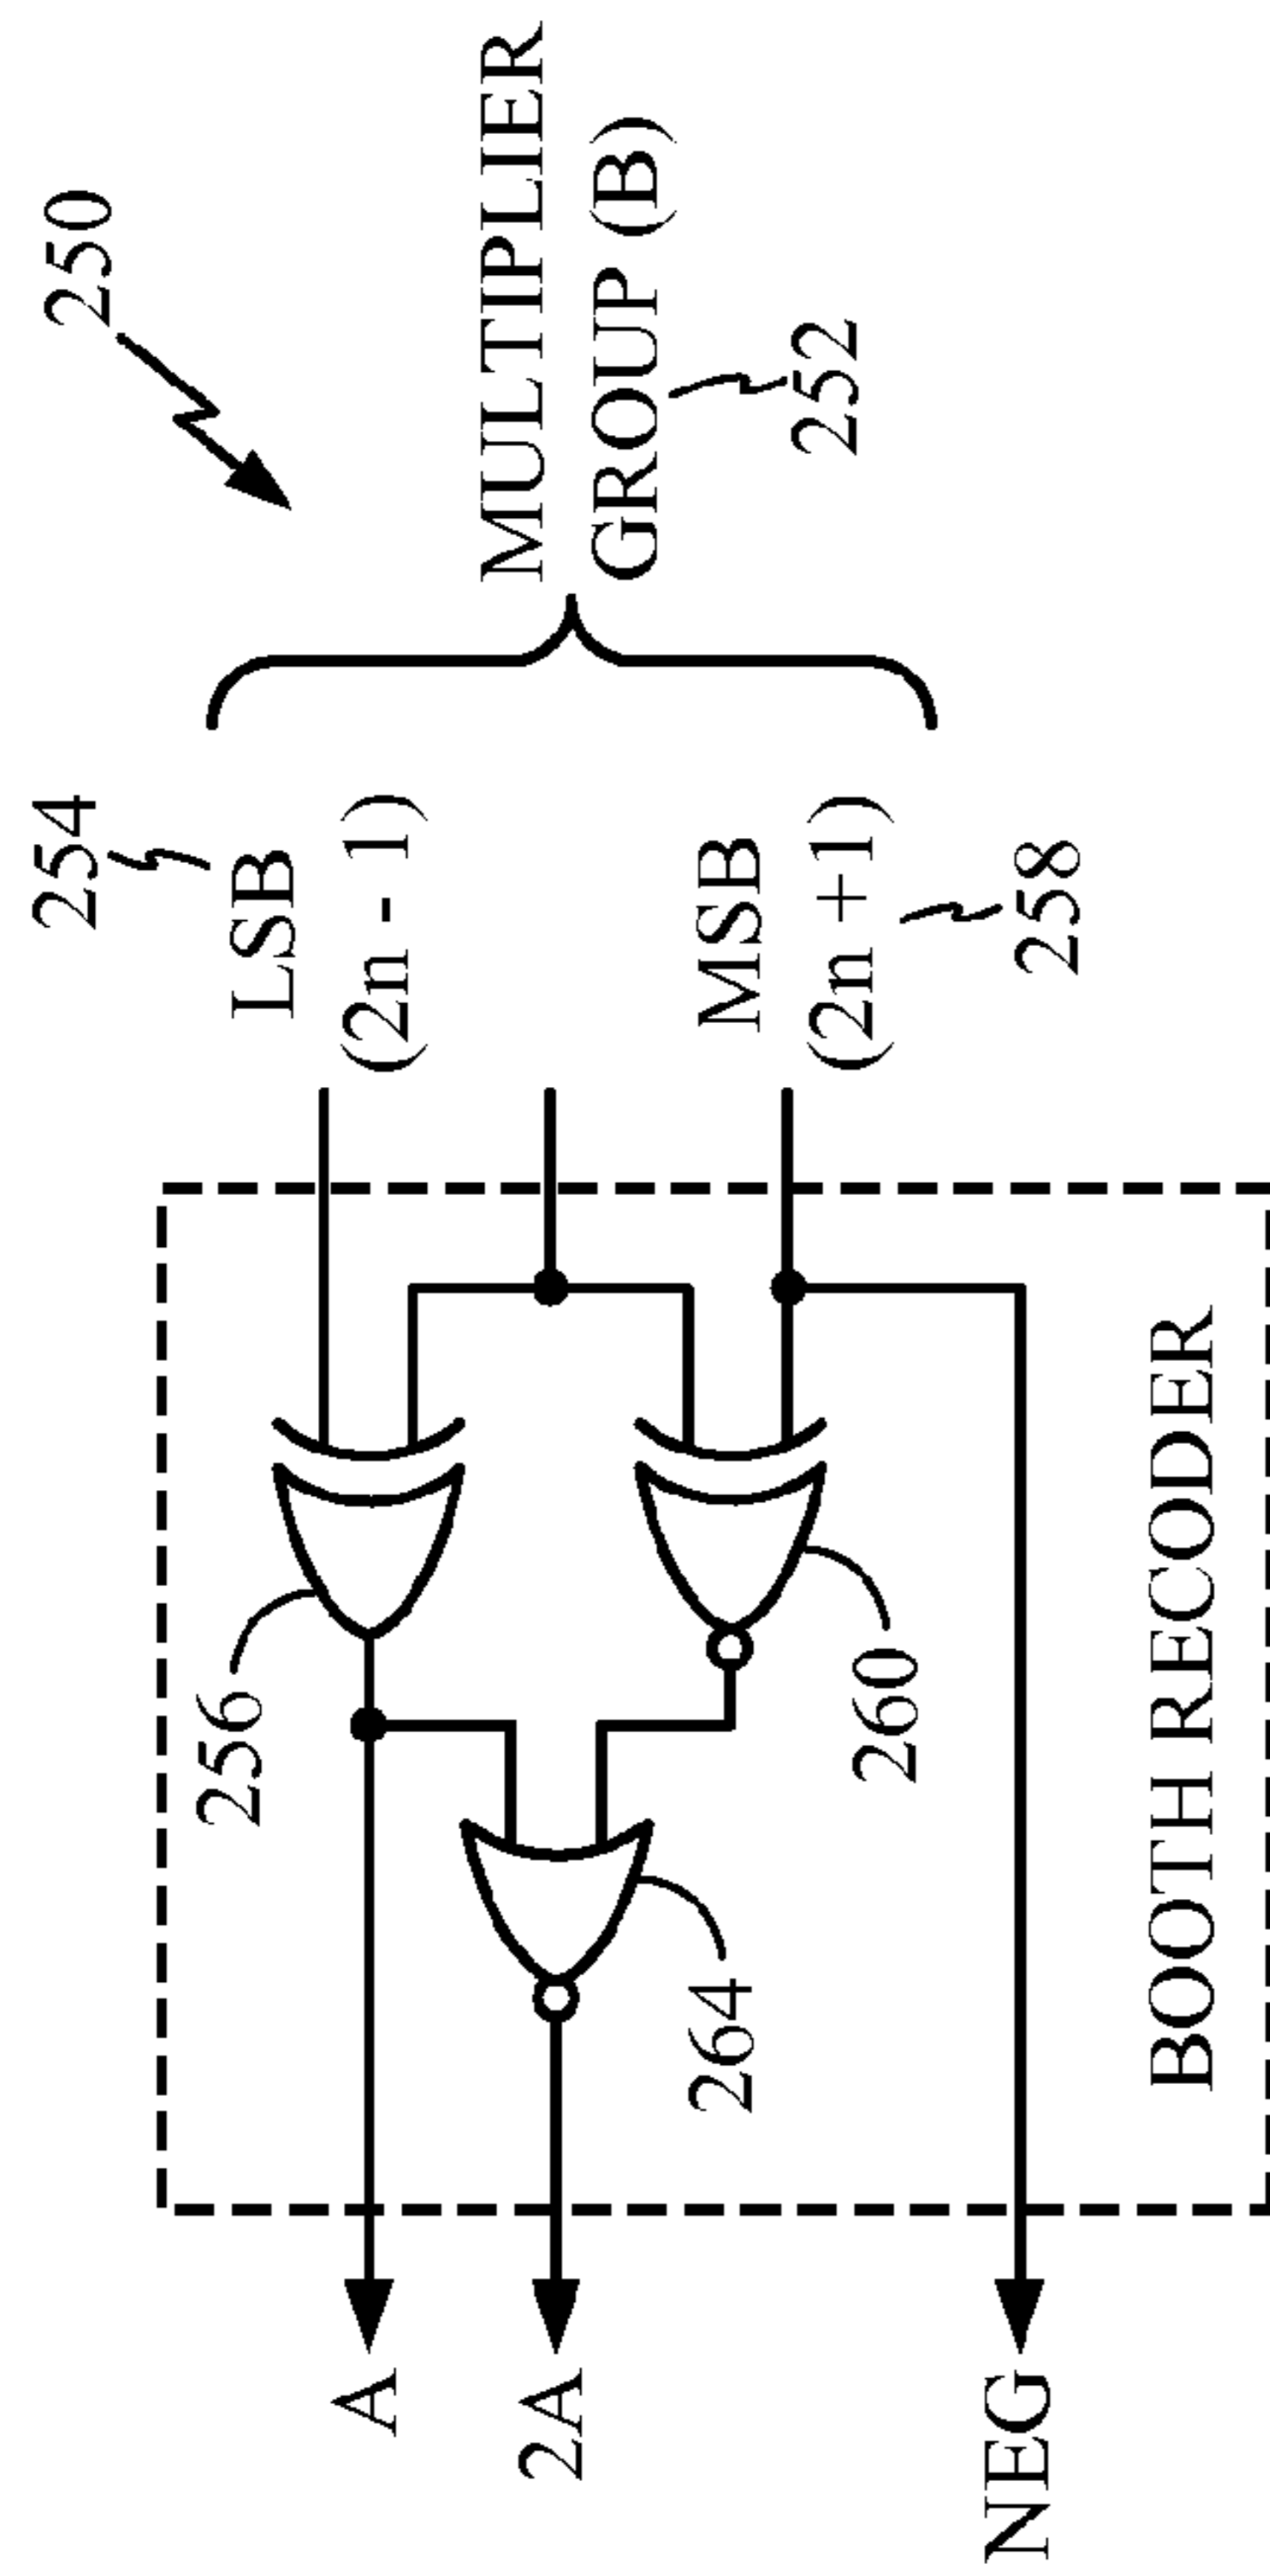 250
MULTIPLIER
GROUP (B)
252
254
LSB
(2n - 1)
MSB
(2n +1)
258
256
260
264
BOOTH RECODER
A
2A
NEG